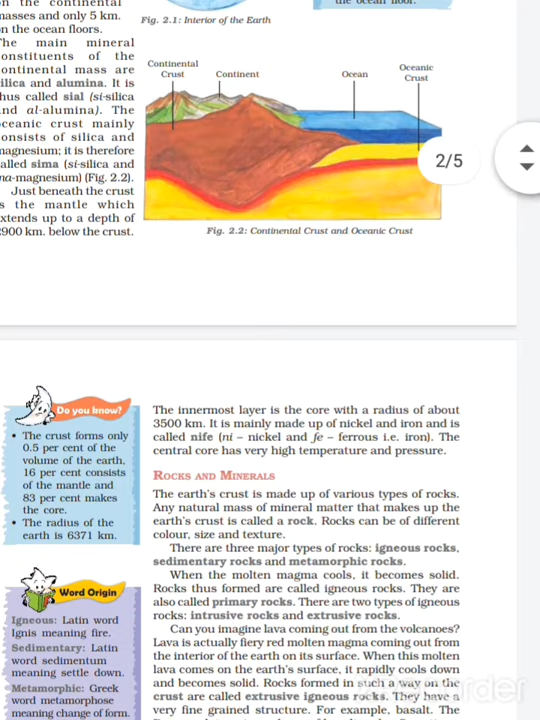 n the continental
masses and only 5 km.
n the ocean floors.
The main mineral
onstituents of the
ontinental mass are
ilica and alumina. It is
hus called sial (si-silica
nd al-alumina). The
ceanic crust mainly
onsists of silica and
magnesium; it is therefore
alled sima (si-silica and
ma-magnesium) (Fig. 2.2).
Just beneath the crust
s the mantle which
xtends up to a depth of
900 km. below the crust.
Fig. 2.1: Interior of the Earth
the ocean floor.
Continental
Crust
Continent
Ocean
Oceanic
Crust
2/5
Fig. 2.2: Continental Crust and Oceanic Crust
Do you know?
• The crust forms only
0.5 per cent of the
volume of the earth,
16 per cent consists
of the mantle and
83 per cent makes
the core.
• The radius of the
earth is 6371 km.
Word Origin
Igneous: Latin word
Ignis meaning fire.
Sedimentary: Latin
word sedimentum
meaning settle down.
Metamorphic: Greek
word metamorphose
meaning change of form.
The innermost layer is the core with a radius of about
3500 km. It is mainly made up of nickel and iron and is
called nife (ni – nickel and fe – ferrous i.e. iron). The
central core has very high temperature and pressure.
ROCKS AND MINERALS
The earth's crust is made up of various types of rocks.
Any natural mass of mineral matter that makes up the
earth's crust is called a rock. Rocks can be of different
colour, size and texture.
There are three major types of rocks: igneous rocks,
sedimentary rocks and metamorphic rocks.
When the molten magma cools, it becomes solid.
Rocks thus formed are called igneous rocks. They are
also called primary rocks. There are two types of igneous
rocks: intrusive rocks and extrusive rocks.
Can you imagine lava coming out from the volcanoes?
Lava is actually fiery red molten magma coming out from
the interior of the earth on its surface. When this molten
lava comes on the earth's surface, it rapidly cools down
and becomes solid. Rocks formed in such a way on the
crust are called extrusive igneous rocks. They have a
very fine grained structure. For example, basalt. The